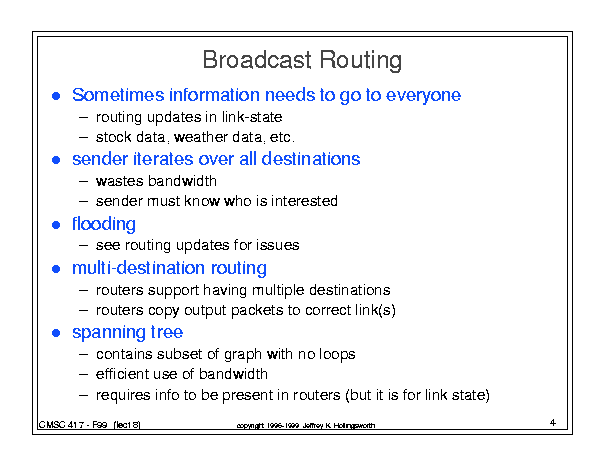 Broadcast Routing
● Sometimes information needs to go to everyone
– routing updates in link-state
– stock data, weather data, etc.
● sender iterates over all destinations
– wastes bandwidth
– sender must know who is interested
● flooding
– see routing updates for issues
● multi-destination routing
– routers support having multiple destinations
– routers copy output packets to correct link(s)
● spanning tree
– contains subset of graph with no loops
– efficient use of bandwidth
– requires info to be present in routers (but it is for link state)
CMSC 417 - F99 (lect8) copyright 1996-1999 Jeffrey K. Hollingsworth 4